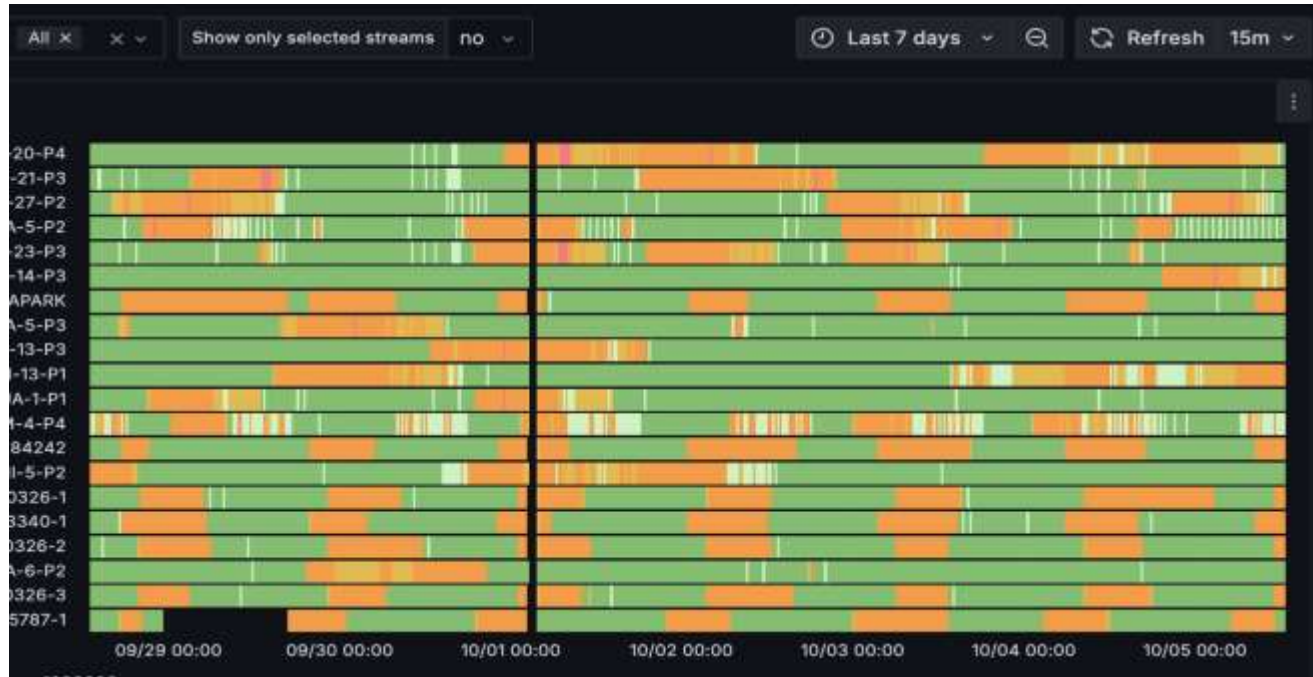 All × × Show only selected streams no Last 7 days Refresh 15m
-20-P4
-21-P3
-27-P2
A-5-P2
-23-P3
-14-P3
APARK
A-5-P3
-13-P3
I-13-P1
JA-1-P1
-4-P4
84242
II-5-P2
0326-1
3340-1
0326-2
A-6-P2
0326-3
5787-1
09/29 00:00 09/30 00:00 10/01 00:00 10/02 00:00 10/03 00:00 10/04 00:00 10/05 00:00